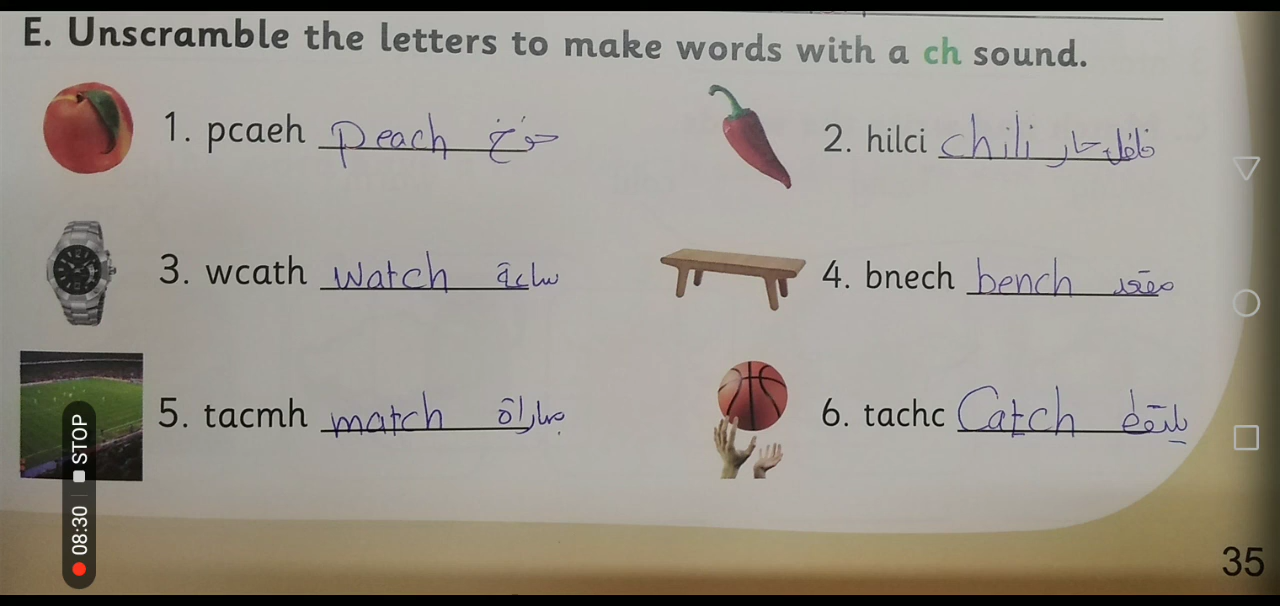 E. Unscramble the letters to make words with a ch sound.
1. pcaeh peach خوخ
2. hilci chili فلفل حار
3. wcath watch ساعة
4. bnech bench مقعد
5. tacmh match مباراة
6. tachc Catch يلتقط
08:30 STOP
35